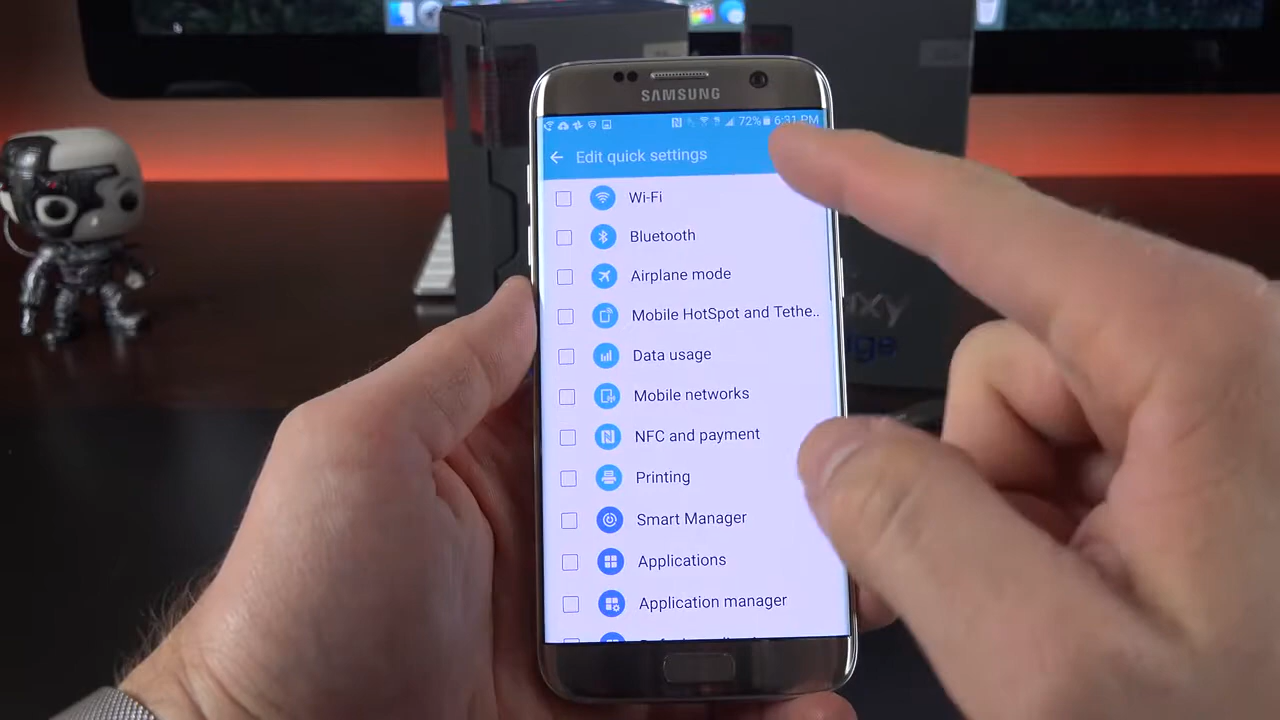 SAMSUNG
72% 6:31 PM
Edit quick settings
Wi-Fi
Bluetooth
Airplane mode
Mobile HotSpot and Tethe..
Data usage
Mobile networks
NFC and payment
Printing
Smart Manager
Applications
Application manager